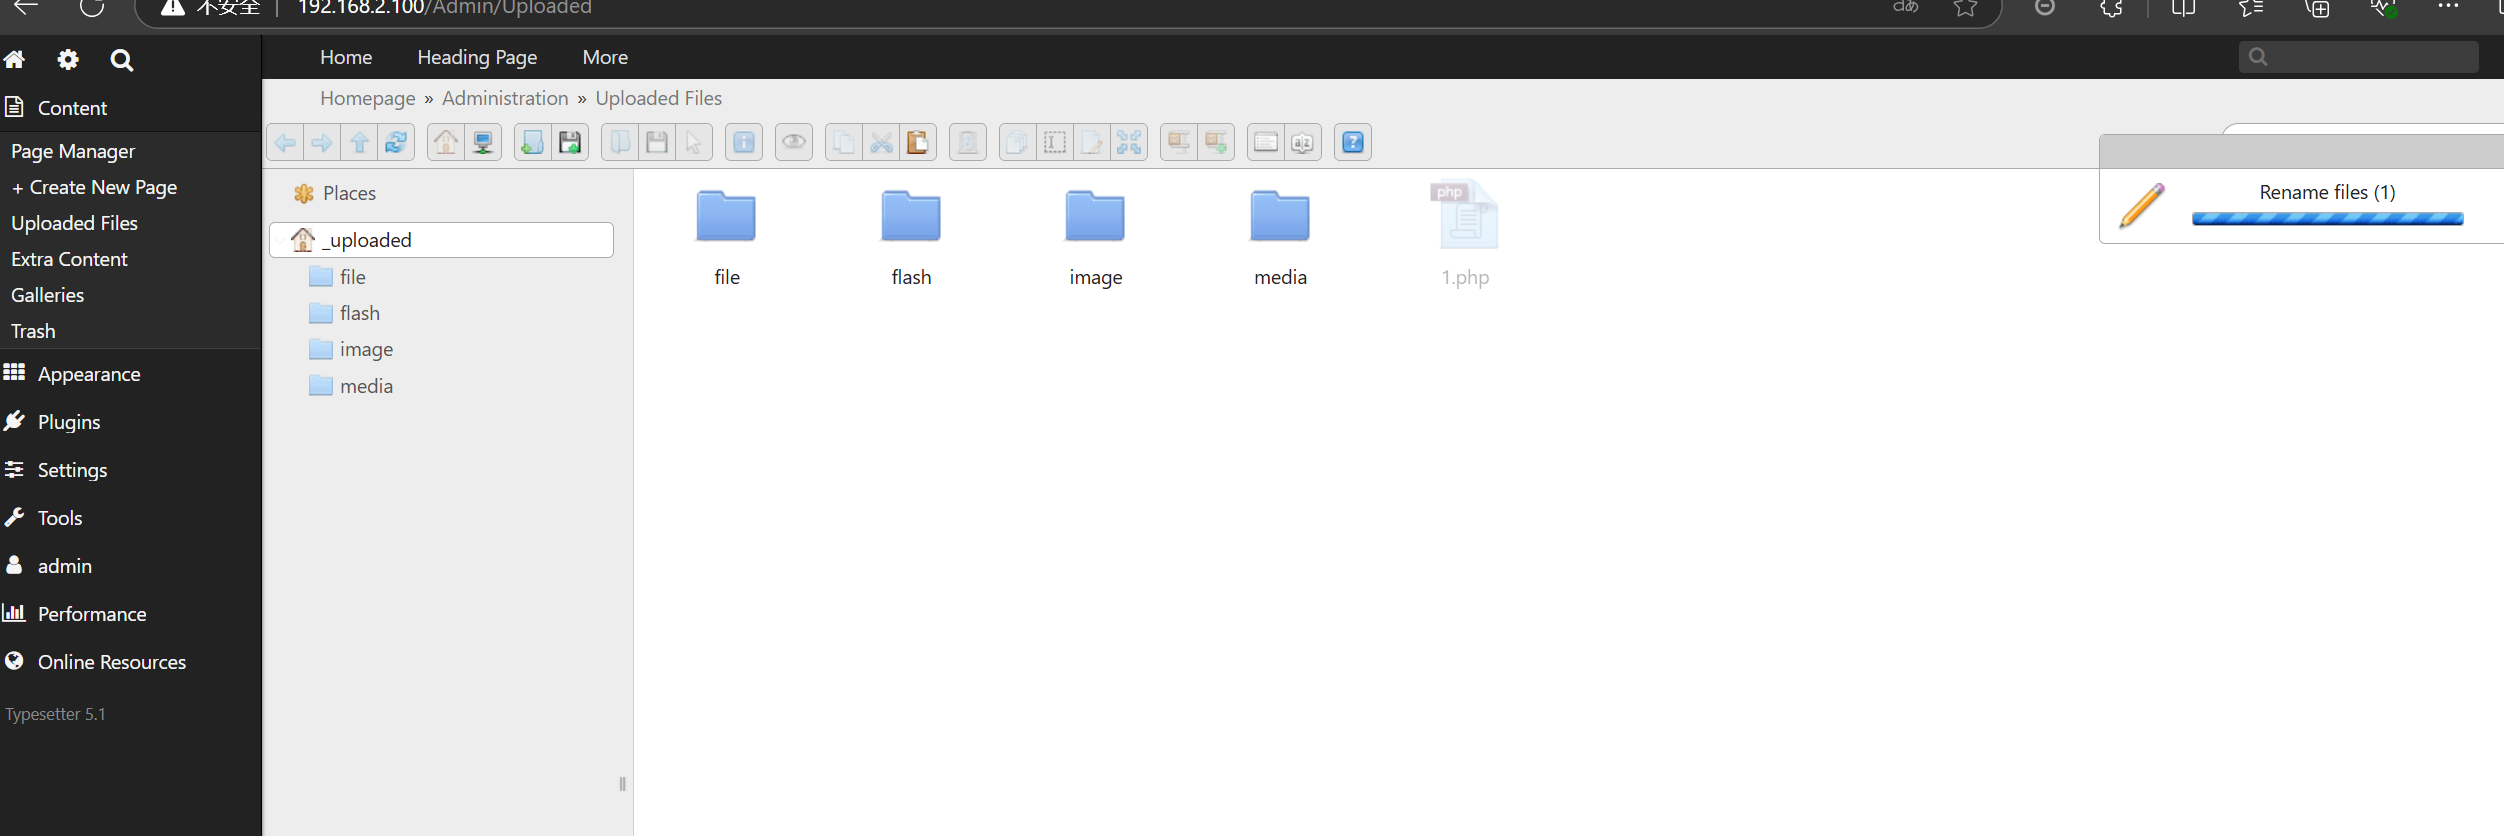 不安全 192.168.2.100/Admin/Uploaded
Home Heading Page More
Homepage » Administration » Uploaded Files
Content
Page Manager
+ Create New Page
Uploaded Files
Extra Content
Galleries
Trash
Appearance
Plugins
Settings
Tools
admin
Performance
Online Resources
Typesetter 5.1
Places
_uploaded
file
flash
image
media
file
flash
image
media
php
1.php
Rename files (1)